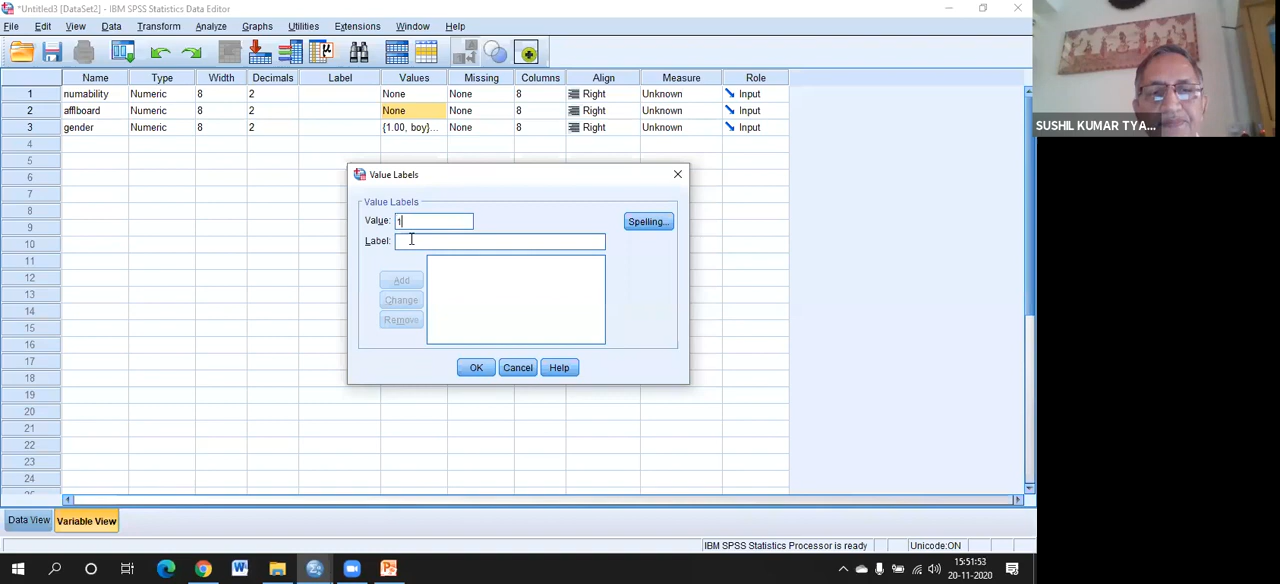 *Untitled3 [DataSet2] - IBM SPSS Statistics Data Editor
File Edit View Data Transform Analyze Graphs Utilities Extensions Window Help
Name Type Width Decimals Label Values Missing Columns Align Measure Role
1 numability Numeric 8 2 None None 8 Right Unknown Input
2 afflboard Numeric 8 2 None None 8 Right Unknown Input
3 gender Numeric 8 2 {1.00, boy}... None 8 Right Unknown Input
4
5
6
7
8
9
10
11
12
13
14
15
16
17
18
19
20
21
22
23
24
Value Labels
Value Labels
Value: 1
Spelling...
Label:
Add
Change
Remove
OK Cancel Help
Data View Variable View
IBM SPSS Statistics Processor is ready Unicode:ON
15:51:53
20-11-2020
SUSHIL KUMAR TYA...